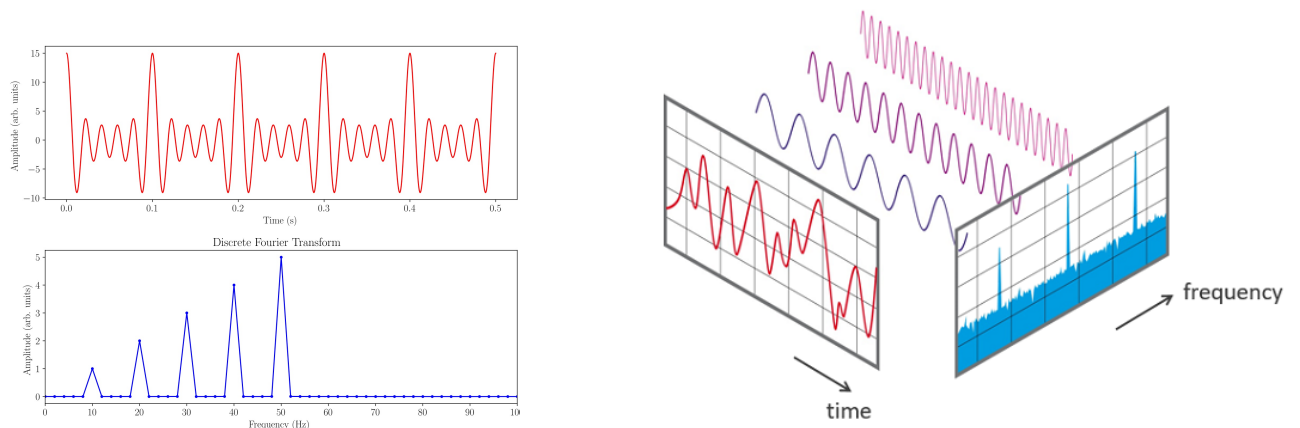 15
10
5
0
−5
−10
Amplitude (arb. units)
0.0 0.1 0.2 0.3 0.4 0.5
Time (s)
Discrete Fourier Transform
5
4
3
2
1
0
Amplitude (arb. units)
0 10 20 30 40 50 60 70 80 90 100
Frequency (Hz)
time
frequency